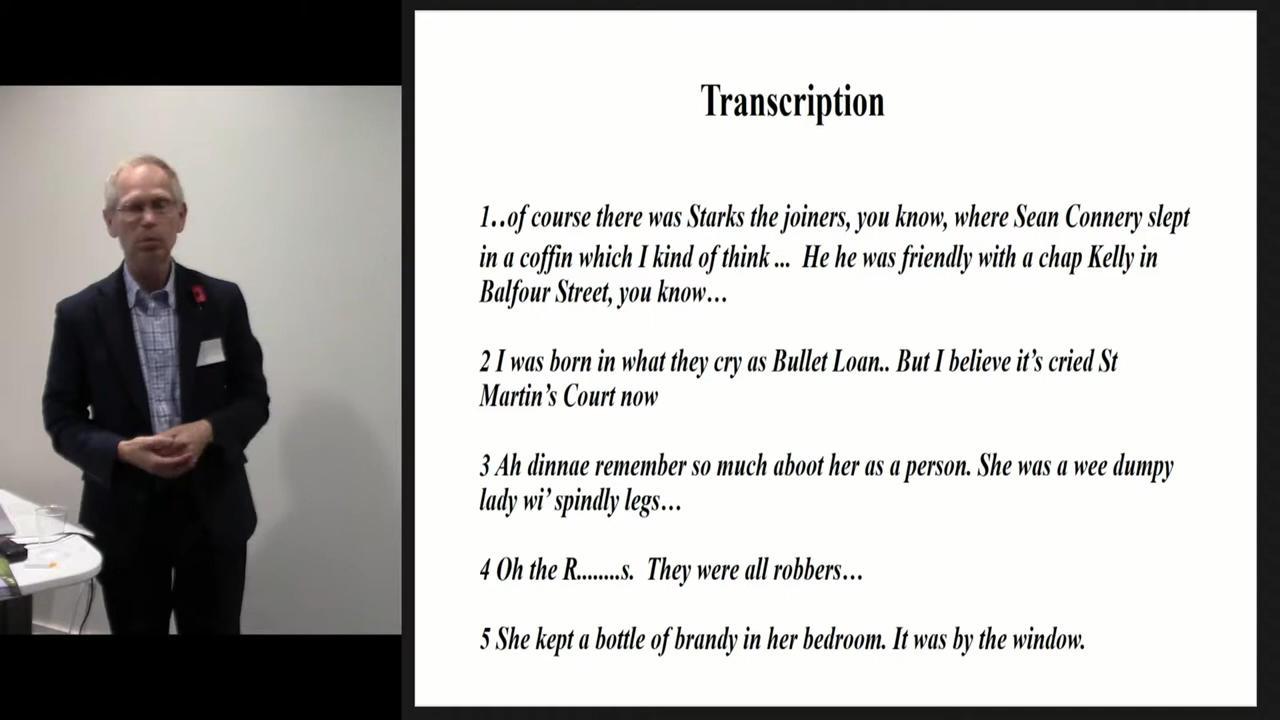 Transcription
1..of course there was Starks the joiners, you know, where Sean Connery slept
in a coffin which I kind of think ... He he was friendly with a chap Kelly in
Balfour Street, you know…
2 I was born in what they cry as Bullet Loan.. But I believe it’s cried St
Martin’s Court now
3 Ah dinnae remember so much aboot her as a person. She was a wee dumpy
lady wi’ spindly legs…
4 Oh the R........s. They were all robbers…
5 She kept a bottle of brandy in her bedroom. It was by the window.